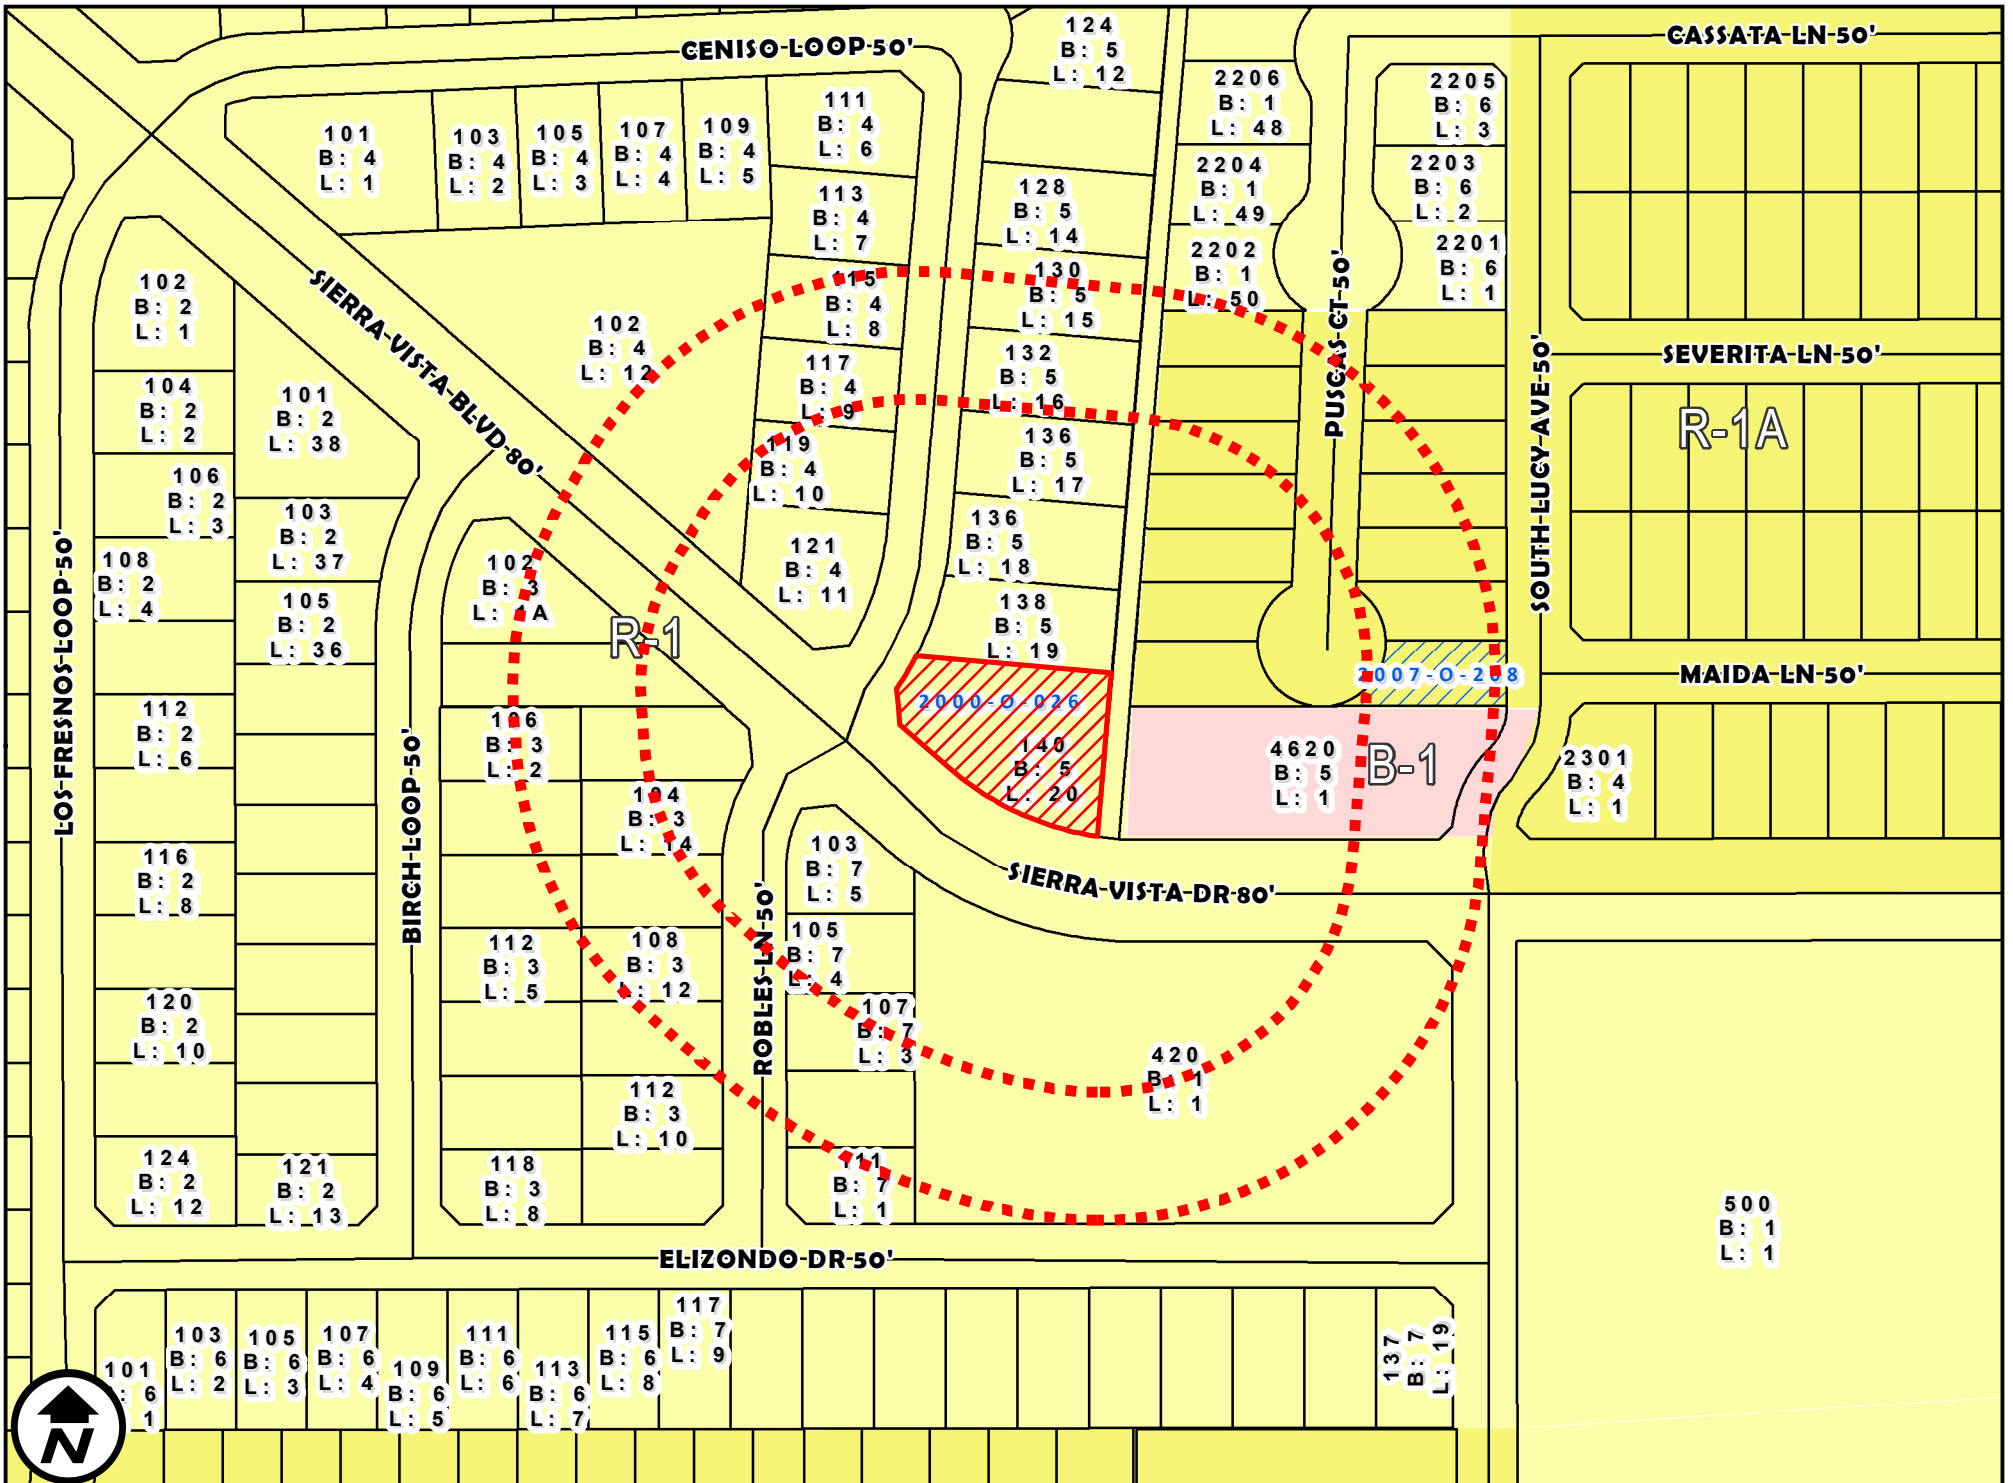 CENISO LOOP 50'
124
B: 5
L: 12
CASSATA LN 50'
2206
B: 1
L: 48
2205
B: 6
L: 3
101
B: 4
L: 1
103
B: 4
L: 2
105
B: 4
L: 3
107
B: 4
L: 4
109
B: 4
L: 5
111
B: 4
L: 6
113
B: 4
L: 7
128
B: 5
L: 14
2204
B: 1
L: 49
2203
B: 6
L: 2
2202
B: 1
L: 50
2201
B: 6
L: 1
102
B: 2
L: 1
SIERRA VISTA BLVD 80'
102
B: 4
L: 12
115
B: 4
L: 8
130
B: 5
L: 15
PUSCAS CT 50'
SOUTH LUCY AVE 50'
SEVERITA LN 50'
R-1A
104
B: 2
L: 2
101
B: 2
L: 38
117
B: 4
L: 9
132
B: 5
L: 16
106
B: 2
L: 3
103
B: 2
L: 37
119
B: 4
L: 10
136
B: 5
L: 17
136
B: 5
L: 18
LOS FRESNOS LOOP 50'
108
B: 2
L: 4
105
B: 2
L: 36
102
B: 3
L: 1A
R-1
121
B: 4
L: 11
138
B: 5
L: 19
2007-O-208
MAIDA LN 50'
2000-O-026
140
B: 5
L: 20
112
B: 2
L: 6
BIRCH LOOP 50'
106
B: 3
L: 2
104
B: 3
L: 14
4620
B: 5
L: 1
B-1
2301
B: 4
L: 1
116
B: 2
L: 8
103
B: 7
L: 5
SIERRA VISTA DR 80'
112
B: 3
L: 5
108
B: 3
L: 12
ROBLES LN 50'
105
B: 7
L: 4
107
B: 7
L: 3
120
B: 2
L: 10
420
B: 1
L: 1
112
B: 3
L: 10
124
B: 2
L: 12
121
B: 2
L: 13
118
B: 3
L: 8
111
B: 7
L: 1
500
B: 1
L: 1
ELIZONDO DR 50'
101
: 6
1
103
B: 6
L: 2
105
B: 6
L: 3
107
B: 6
L: 4
109
B: 6
L: 5
111
B: 6
L: 6
113
B: 6
L: 7
115
B: 6
L: 8
117
B: 7
L: 9
137
B: 7
L: 19
N